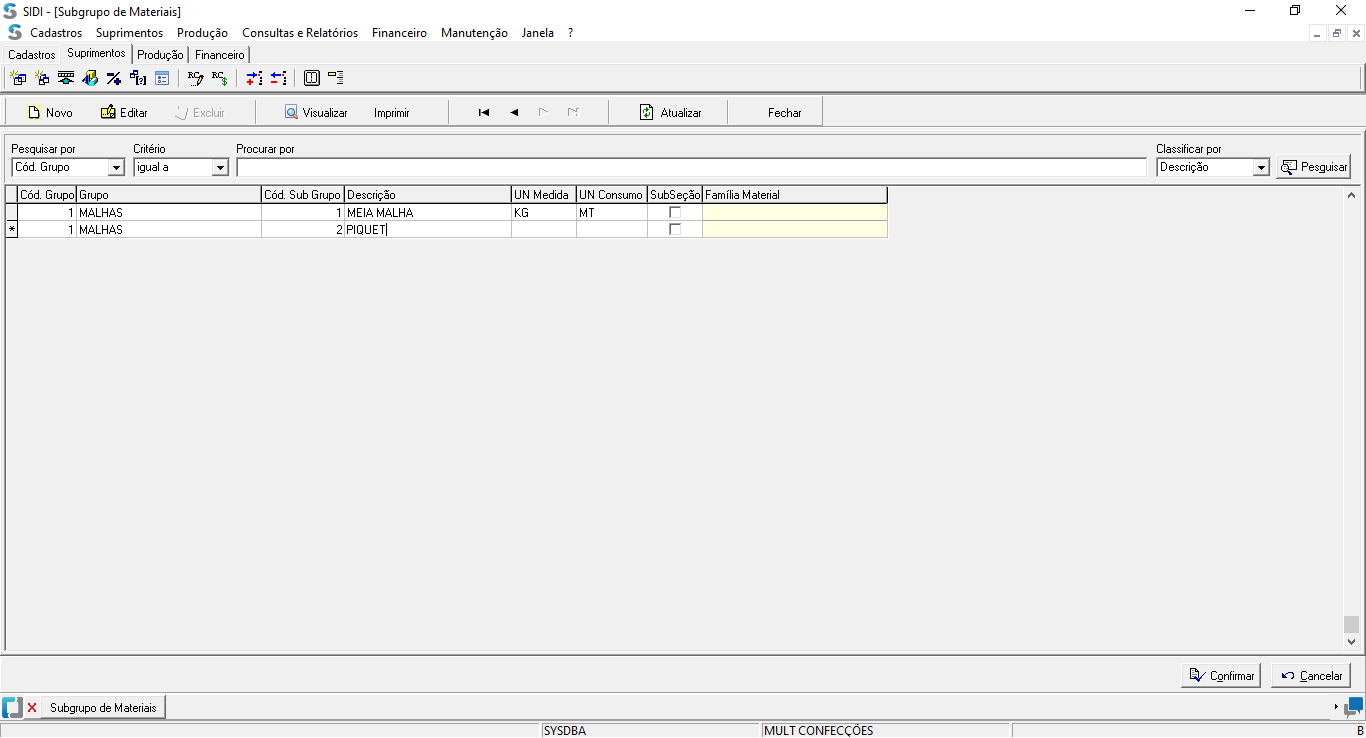 SIDI - [Subgrupo de Materiais]
Cadastros Suprimentos Produção Consultas e Relatórios Financeiro Manutenção Janela ?
Cadastros Suprimentos Produção Financeiro
Novo Editar Excluir Visualizar Imprimir Atualizar Fechar
Pesquisar por Critério Procurar por Classificar por
Cód. Grupo igual a Descrição Pesquisar
Cód. Grupo Grupo Cód. Sub Grupo Descrição UN Medida UN Consumo SubSeção Família Material
1 MALHAS 1 MEIA MALHA KG MT
* 1 MALHAS 2 PIQUET
Confirmar Cancelar
Subgrupo de Materiais
SYSDBA MULT CONFECÇÕES B